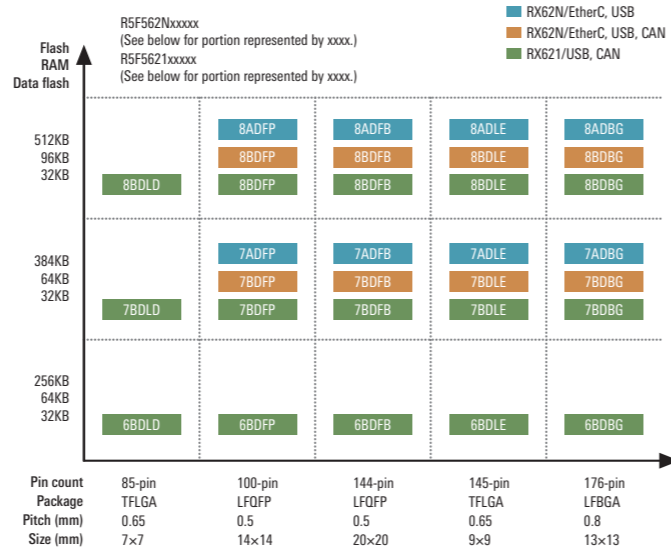 R5F562Nxxxxx
(See below for portion represented by xxxx.)
R5F5621xxxxx
(See below for portion represented by xxxx.)
RX62N/EtherC, USB
RX62N/EtherC, USB, CAN
RX621/USB, CAN
Flash
RAM
Data flash
512KB
96KB
32KB
8ADFP 8ADFB 8ADLE 8ADBG
8BDFP 8BDFB 8BDLE 8BDBG
8BDLD 8BDFP 8BDFB 8BDLE 8BDBG
384KB
64KB
32KB
7ADFP 7ADFB 7ADLE 7ADBG
7BDFP 7BDFB 7BDLE 7BDBG
7BDLD 7BDFP 7BDFB 7BDLE 7BDBG
256KB
64KB
32KB
6BDLD 6BDFP 6BDFB 6BDLE 6BDBG
Pin count 85-pin 100-pin 144-pin 145-pin 176-pin
Package TFLGA LFQFP LFQFP TFLGA LFBGA
Pitch (mm) 0.65 0.5 0.5 0.65 0.8
Size (mm) 7×7 14×14 20×20 9×9 13×13